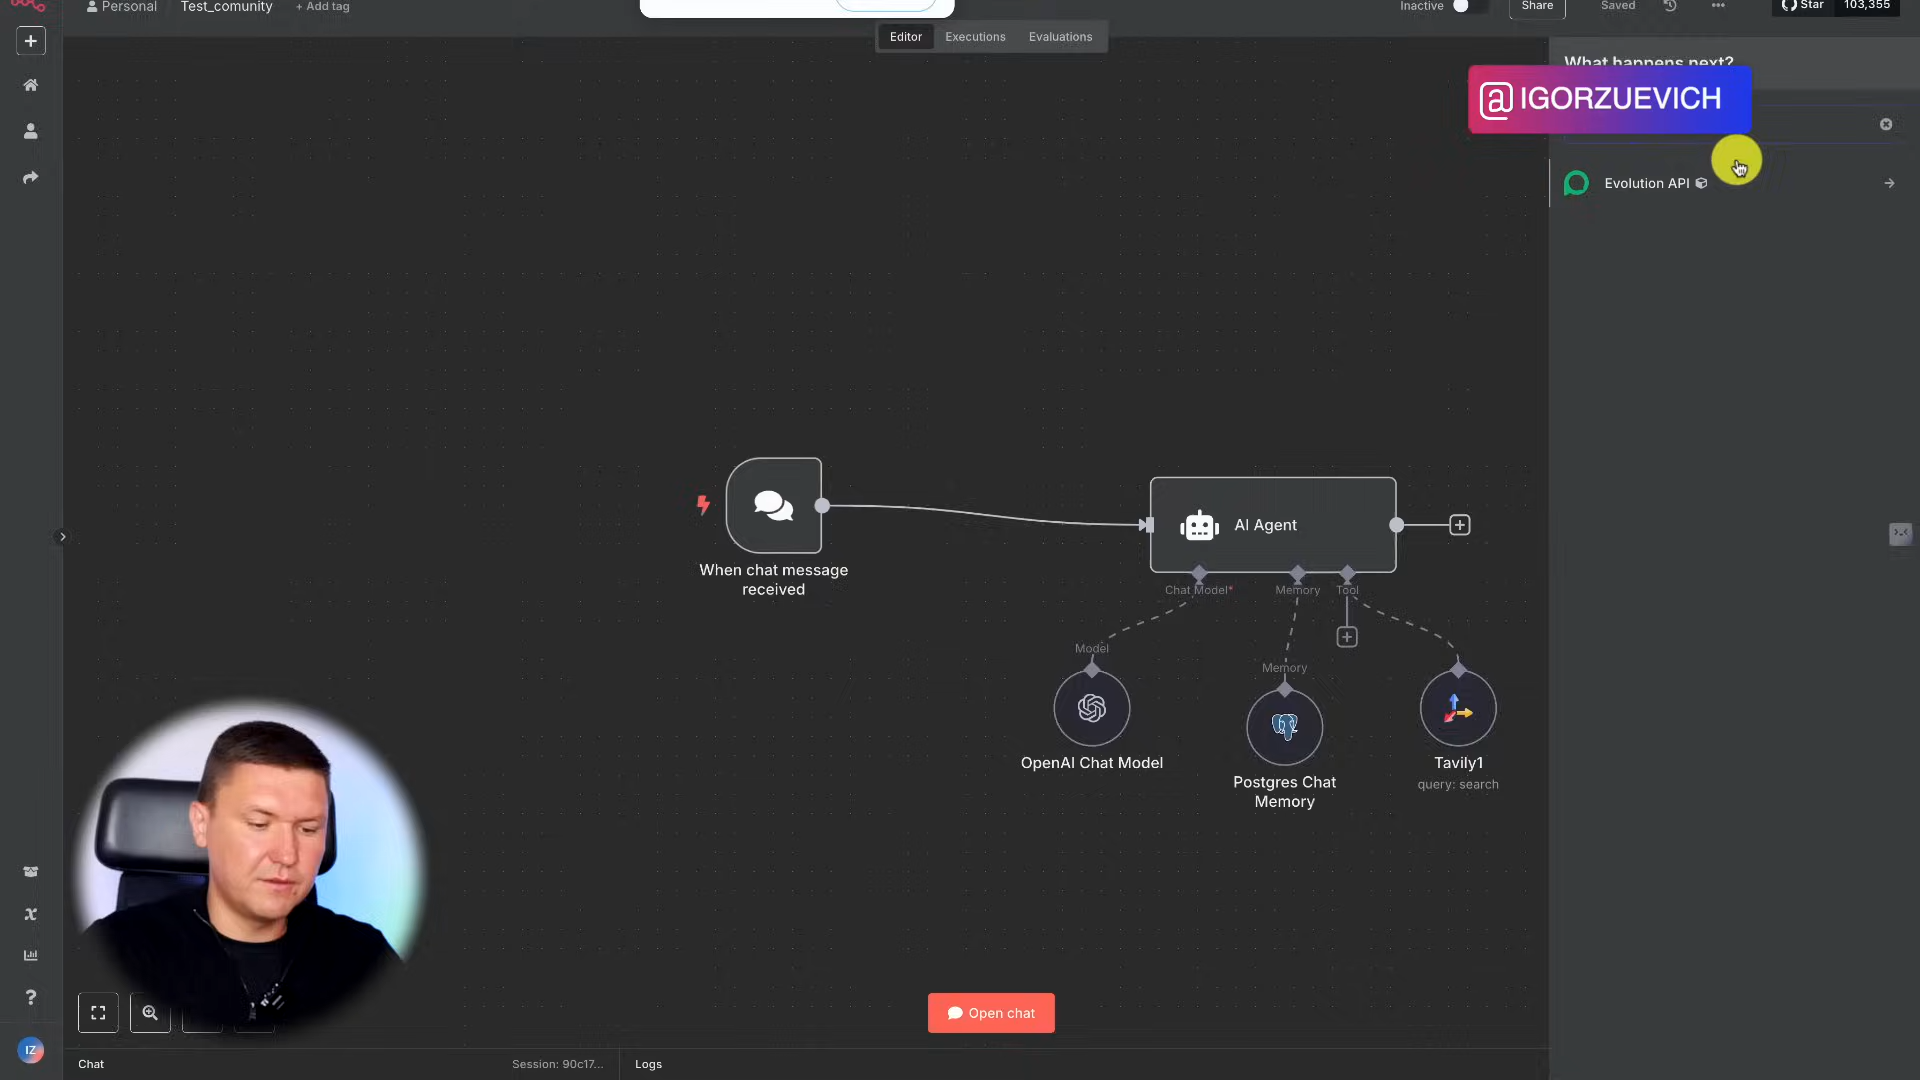 Personal
Test_comunity
+ Add tag
Inactive
Share
Saved
Star
103,355
Editor
Executions
Evaluations
What happens next?
@IGORZUEVICH
Evolution API
AI Agent
When chat message
received
Chat Model*
Memory
Tool
Model
Memory
OpenAI Chat Model
Postgres Chat
Memory
Tavily1
query: search
Open chat
IZ
Chat
Session: 90c17...
Logs